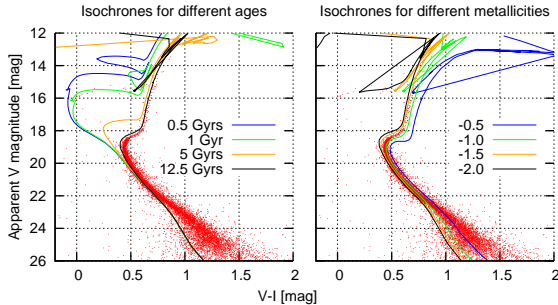 Isochrones for different ages
Isochrones for different metallicities
Apparent V magnitude [mag]
12
14
16
18
20
22
24
26
0.5 Gyrs
1 Gyr
5 Gyrs
12.5 Gyrs
0
0.5
1
1.5
2
-0.5
-1.0
-1.5
-2.0
0
0.5
1
1.5
2
V-I [mag]